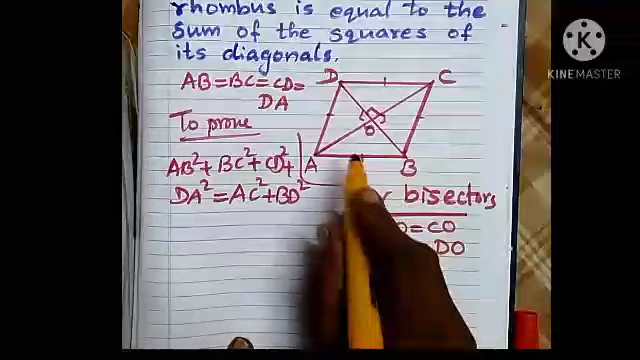 rhombus is equal to the
sum of the squares of
its diagonals.
AB=BC=CD=
DA
To prove
AB²+BC²+CD²+
DA²=AC²+BD²
D
C
O
A
B
bisectors
=CO
DO
KINEMASTER